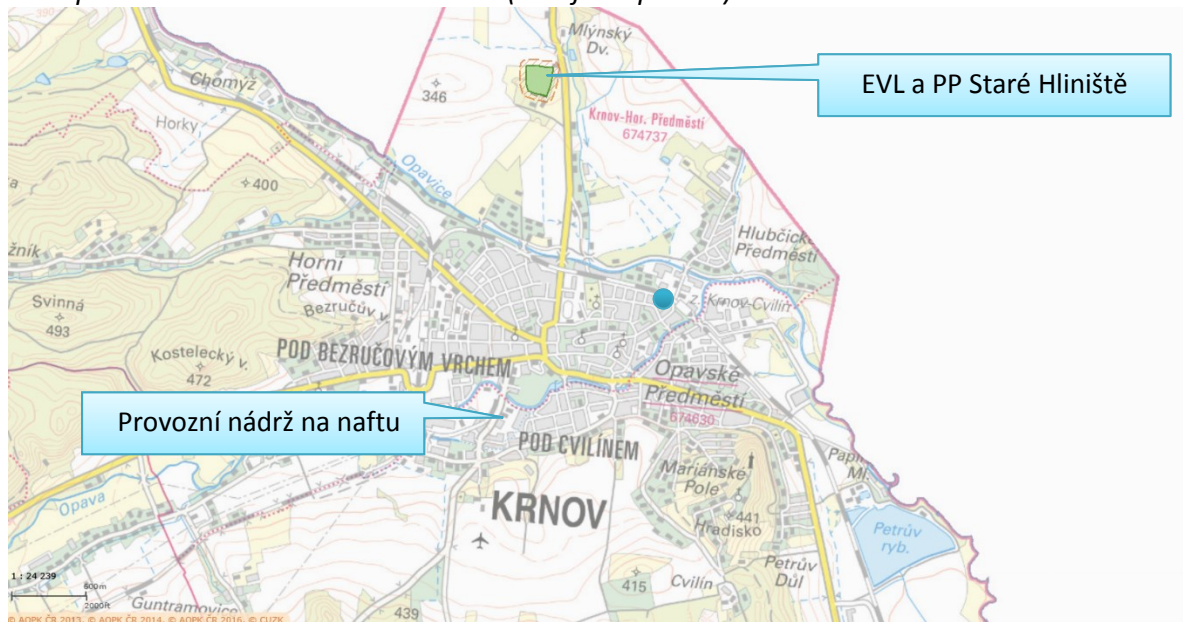 Mlýnský
Dv.
EVL a PP Staré Hliniště
Chomýž
346
Krnov-Hor. Předměstí
674737
Horky
Opavice
400
Hlubčické
Předměstí
Horní
Předměstí
Svinná
493
Bezručův v.
Krnov-Cvilín
Kostelecký v.
472
POD BEZRUČOVÝM VRCHEM
Opavské
Předměstí
674630
Provozní nádrž na naftu
POD CVILÍNEM
Mariánské
Pole
Opava
KRNOV
441
Hradisko
Petrův
ryb.
Petrův
Důl
1 : 24 239
600m
2000ft
415
Cvilín
Guntramovice
439
© AOPK ČR 2013, © AOPK ČR 2014, © AOPK ČR 2016, © ČÚZK